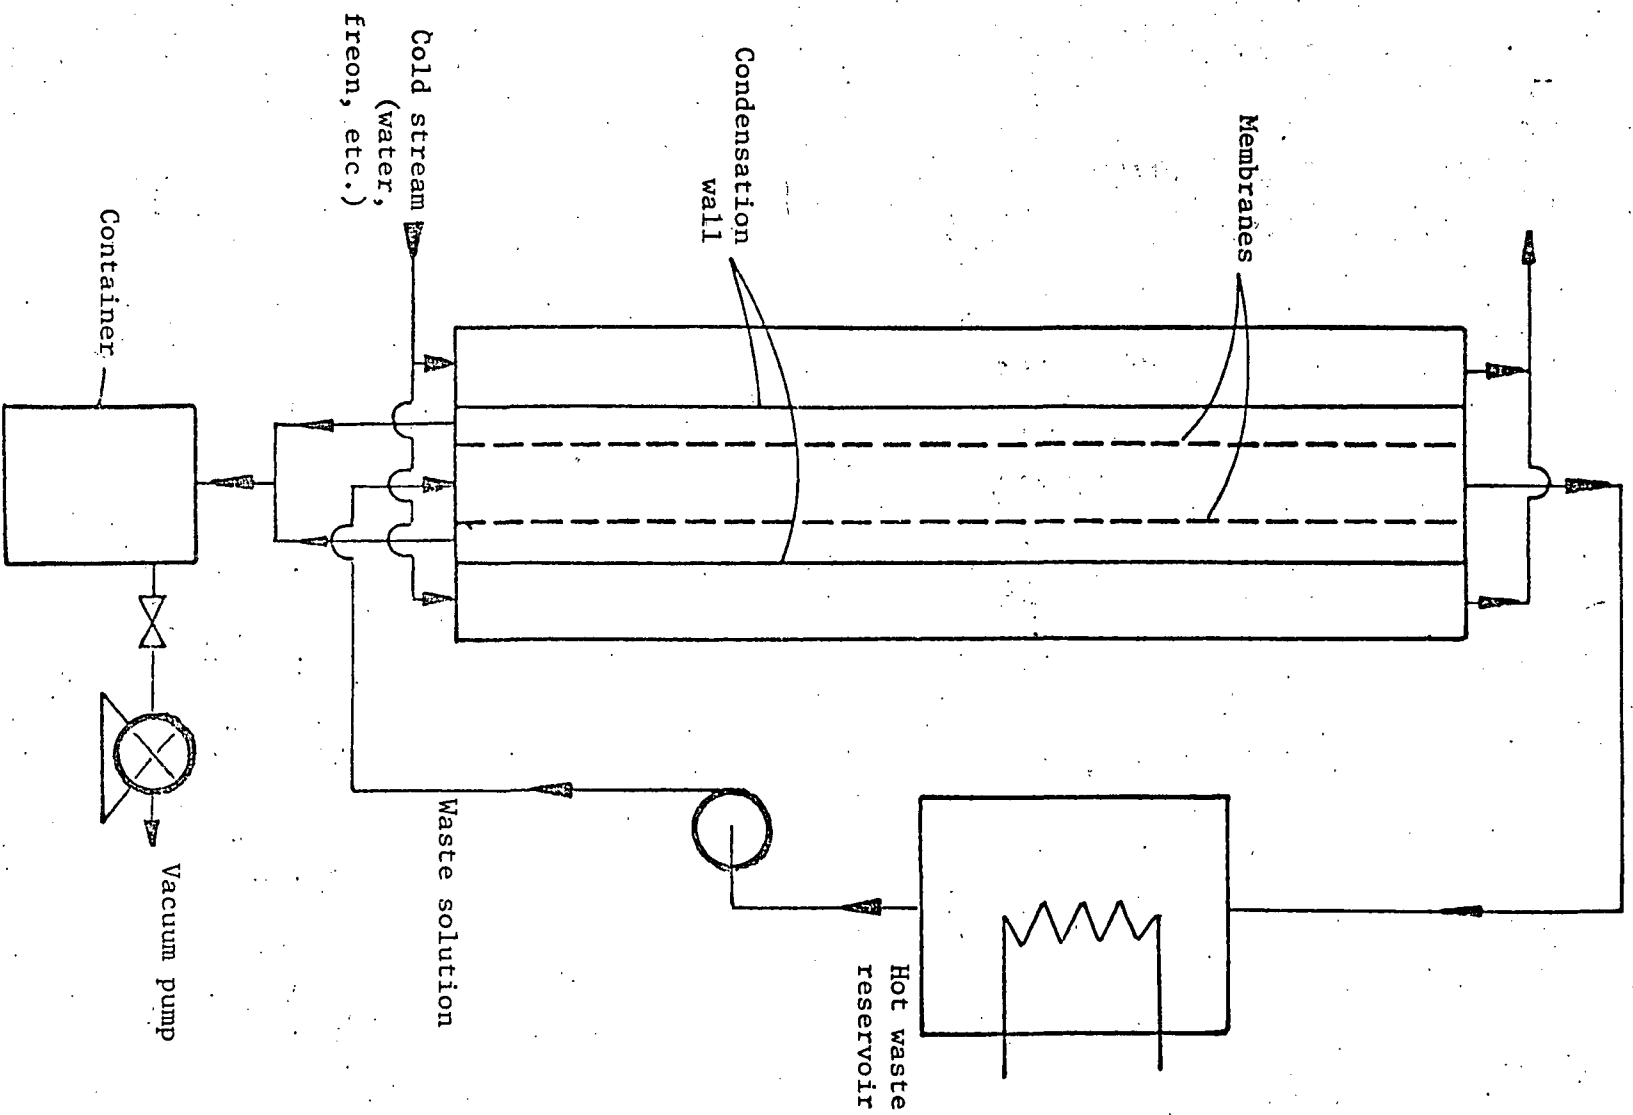 Cold stream
(water,
freon, etc.)
Condensation
wall
Membranes
Container
Vacuum pump
Waste solution
Hot waste
reservoir